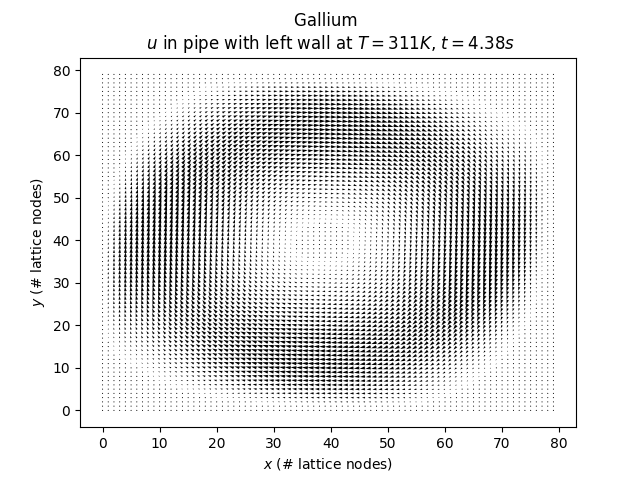 Gallium
u in pipe with left wall at T = 311K, t = 4.38s
80
70
60
50
40
30
20
10
0
y (# lattice nodes)
0 10 20 30 40 50 60 70 80
x (# lattice nodes)